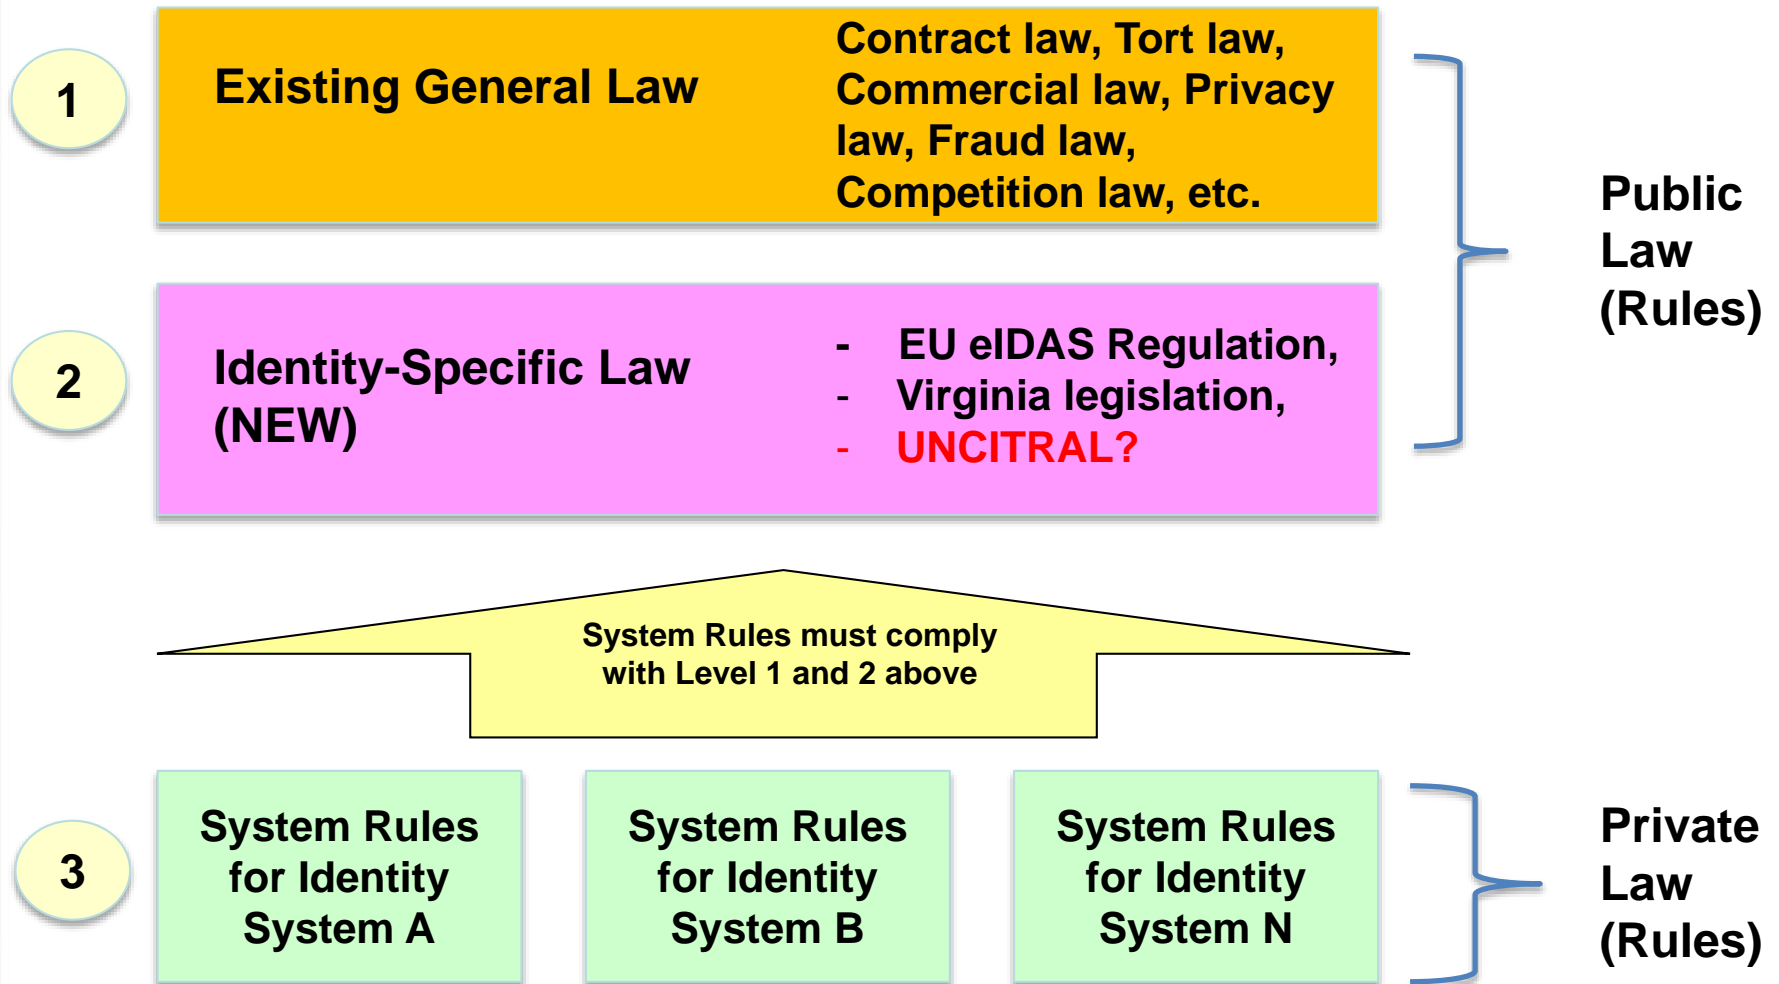 1
Existing General Law
Contract law, Tort law,
Commercial law, Privacy
law, Fraud law,
Competition law, etc.
Public
Law
(Rules)
2
Identity-Specific Law
(NEW)
- EU eIDAS Regulation,
- Virginia legislation,
- UNCITRAL?
System Rules must comply
with Level 1 and 2 above
3
System Rules
for Identity
System A
System Rules
for Identity
System B
System Rules
for Identity
System N
Private
Law
(Rules)